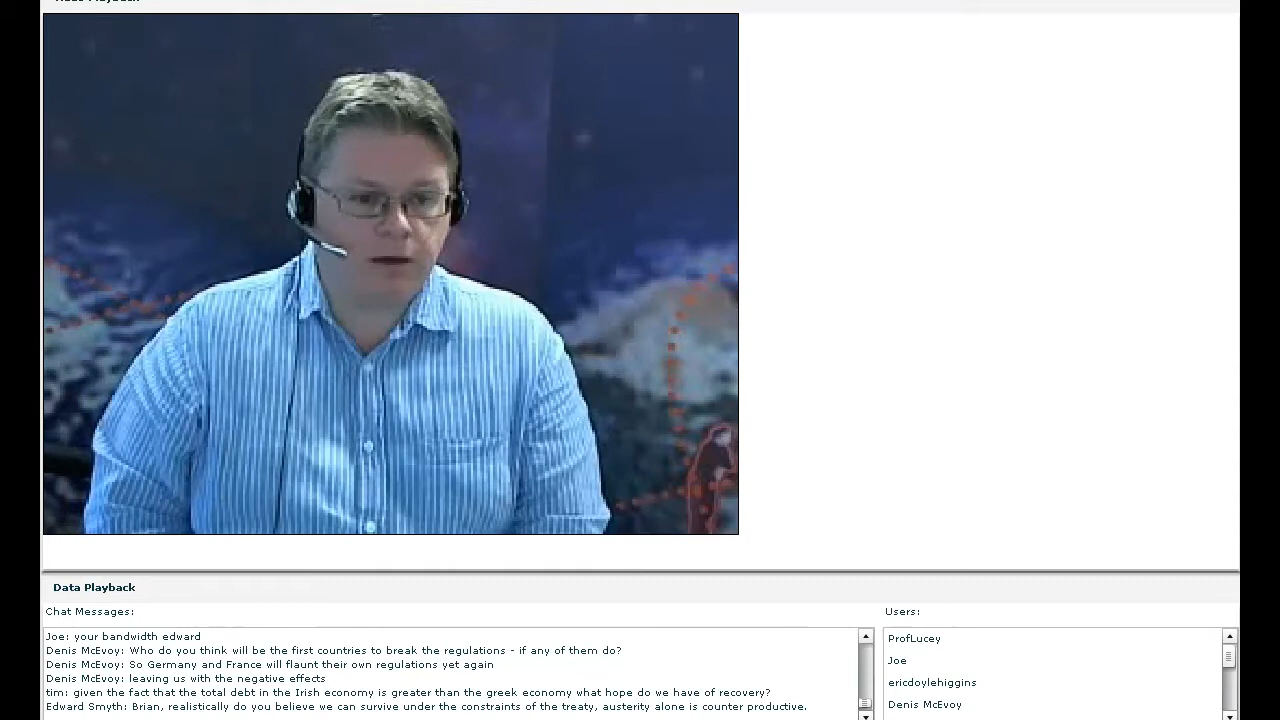 Data Playback
Chat Messages:
Users:
Joe: your bandwidth edward
Denis McEvoy: Who do you think will be the first countries to break the regulations - if any of them do?
Denis McEvoy: So Germany and France will flaunt their own regulations yet again
Denis McEvoy: leaving us with the negative effects
tim: given the fact that the total debt in the Irish economy is greater than the greek economy what hope do we have of recovery?
Edward Smyth: Brian realistically do you believe we can survive under the constraints of the treaty, austerity alone is counter productive.
ProfLucey
Joe
ericdoylehiggins
Denis McEvoy